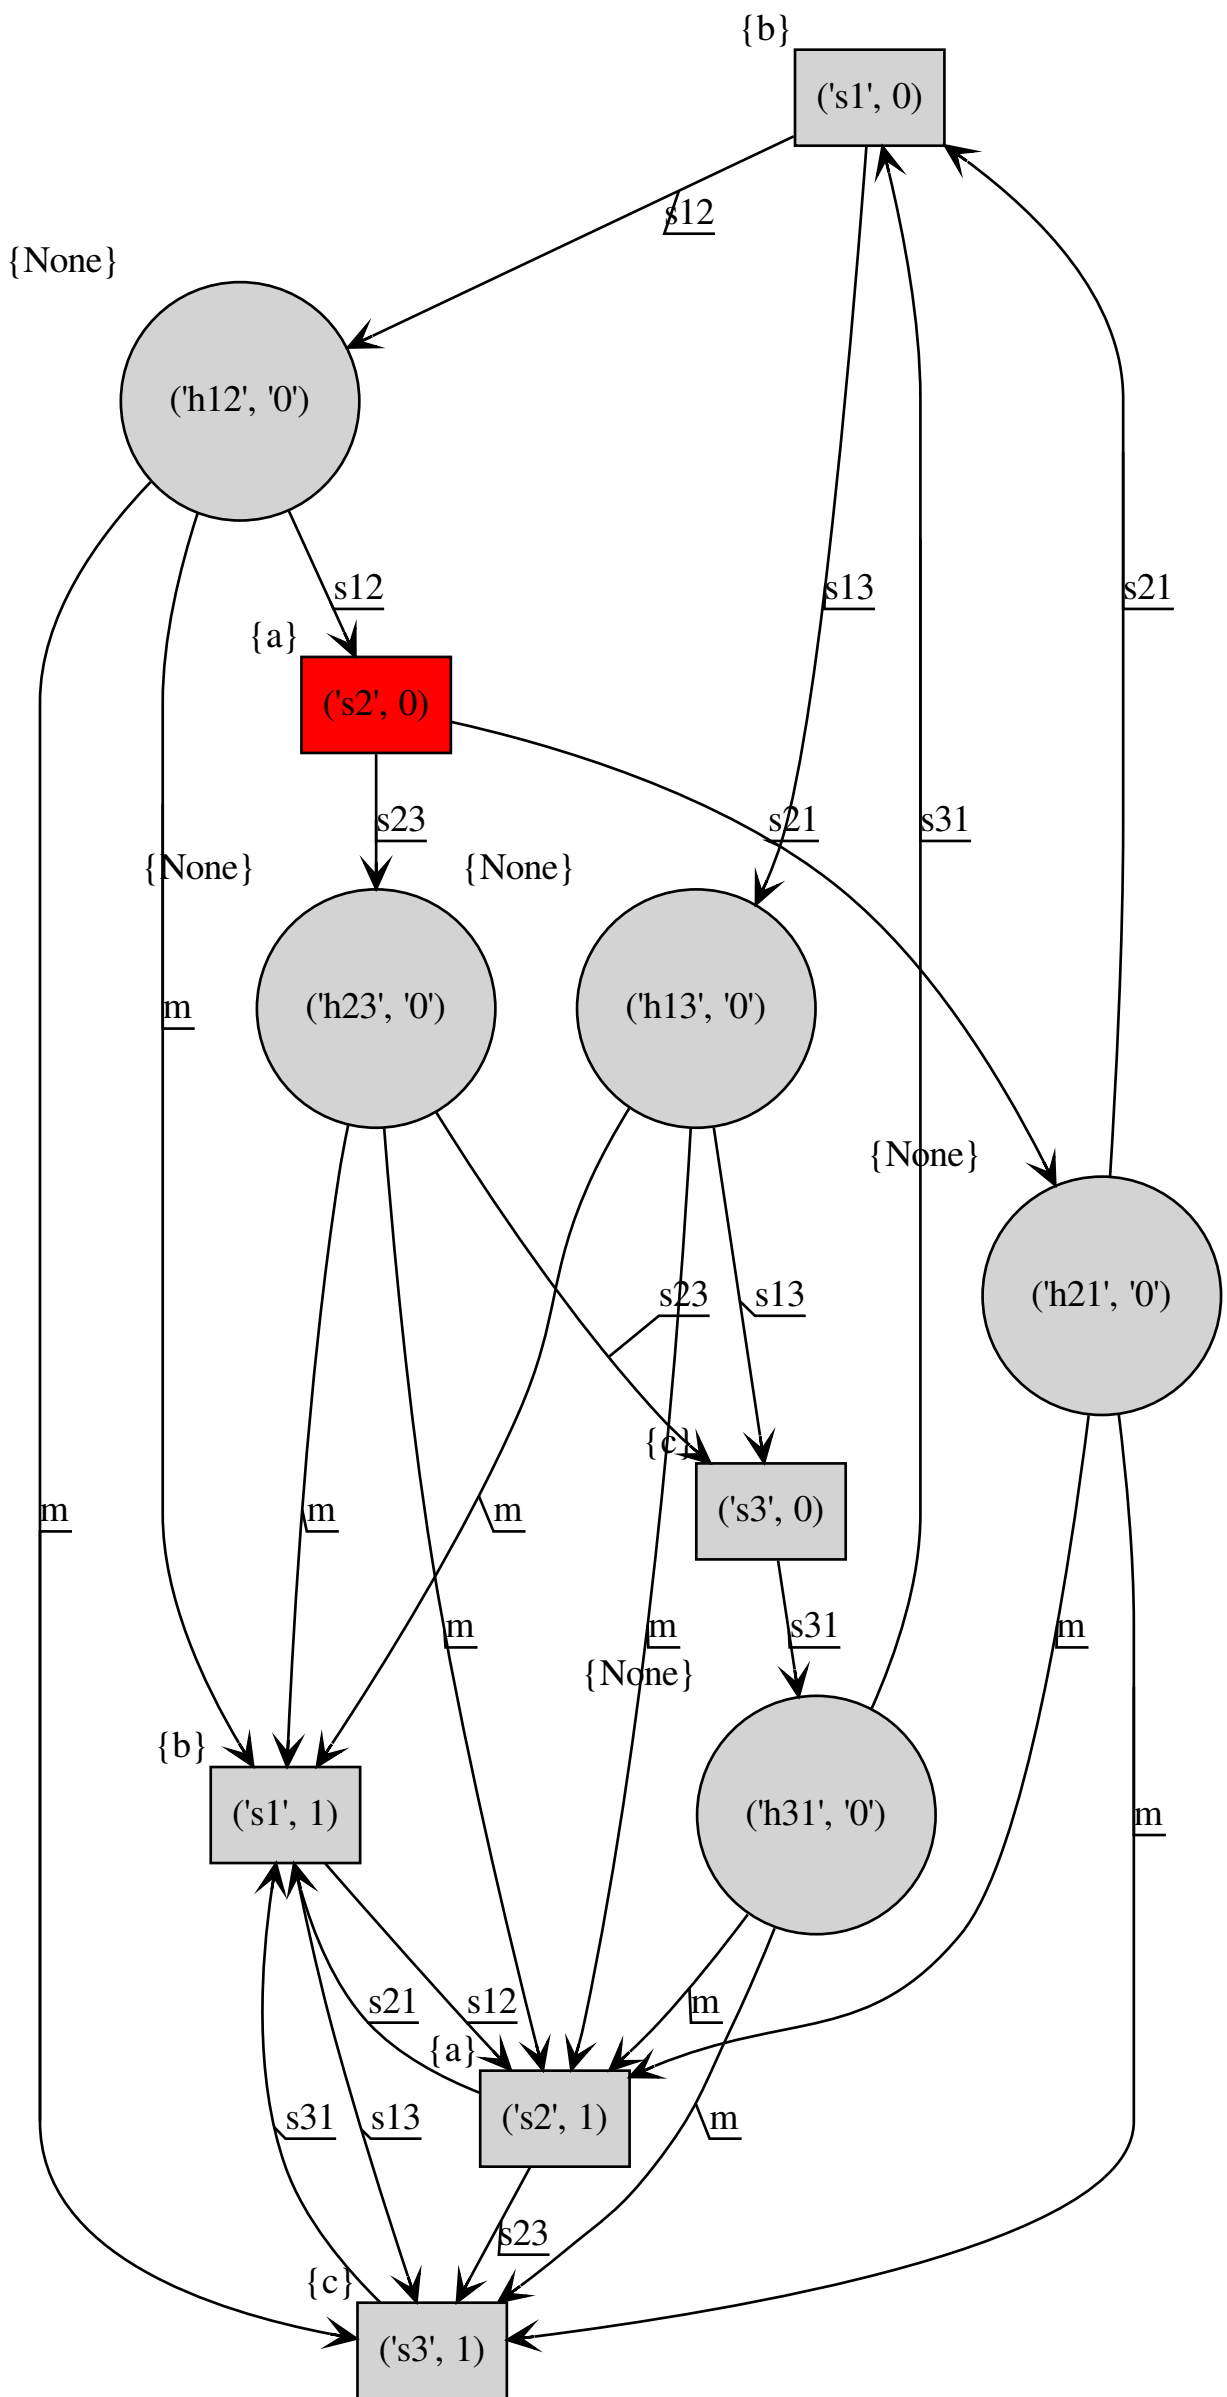 {b}
('s1', 0)
s12
{None}
('h12', '0')
s12
s13
s21
{a}
('s2', 0)
s23
s21
s31
{None}
{None}
m
('h23', '0')
('h13', '0')
{None}
s23
s13
('h21', '0')
{c}
m
m
m
('s3', 0)
m
m
s31
m
{None}
{b}
('s1', 1)
('h31', '0')
m
s21
s12
m
{a}
s31
s13
('s2', 1)
m
s23
{c}
('s3', 1)